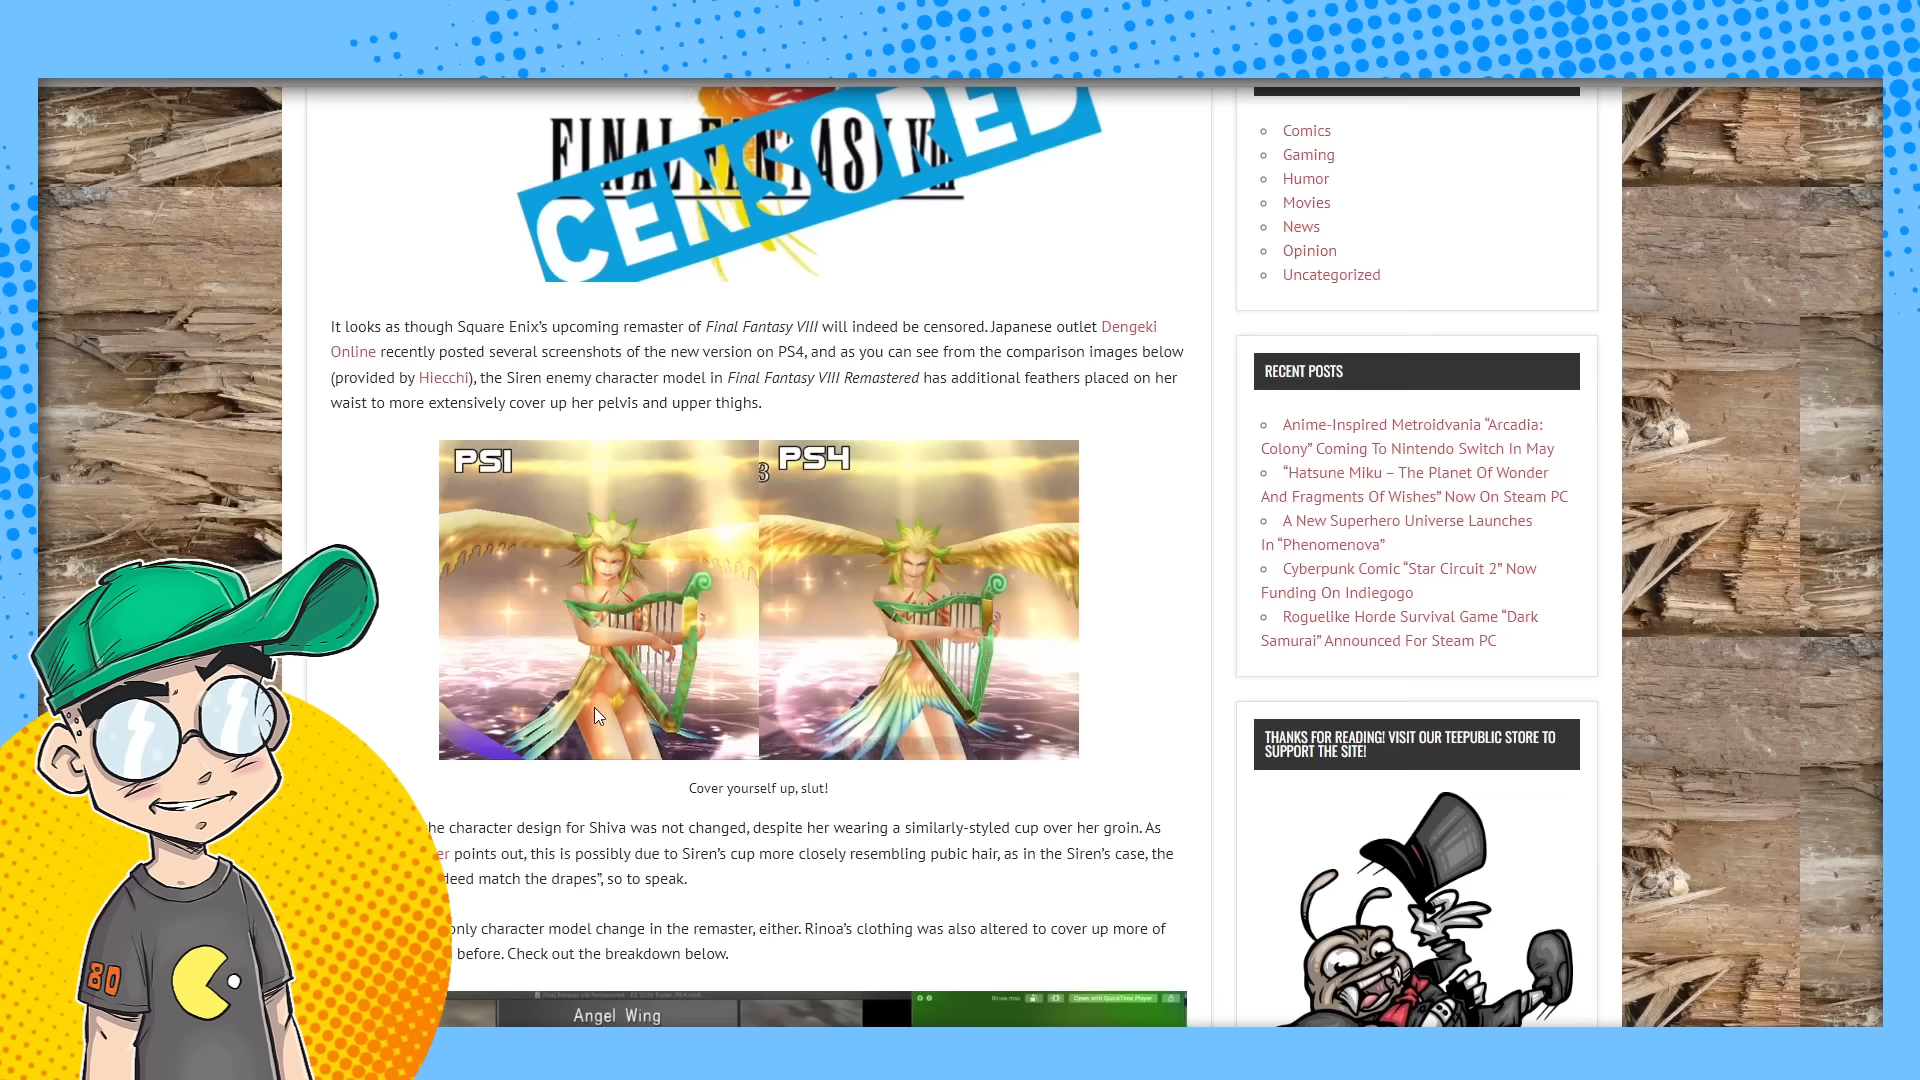 FINAL FANTASY VIII
CENSORED
It looks as though Square Enix’s upcoming remaster of Final Fantasy VIII will indeed be censored. Japanese outlet Dengeki
Online recently posted several screenshots of the new version on PS4, and as you can see from the comparison images below
(provided by Hiecchi), the Siren enemy character model in Final Fantasy VIII Remastered has additional feathers placed on her
waist to more extensively cover up her pelvis and upper thighs.
PS1
3 PS4
Cover yourself up, slut!
he character design for Shiva was not changed, despite her wearing a similarly-styled cup over her groin. As
er points out, this is possibly due to Siren’s cup more closely resembling pubic hair, as in the Siren’s case, the
deed match the drapes”, so to speak.
only character model change in the remaster, either. Rinoa’s clothing was also altered to cover up more of
before. Check out the breakdown below.
Angel Wing
Rinoa.mov
Open with QuickTime Player
80
Comics
Gaming
Humor
Movies
News
Opinion
Uncategorized
RECENT POSTS
Anime-Inspired Metroidvania “Arcadia:
Colony” Coming To Nintendo Switch In May
“Hatsune Miku – The Planet Of Wonder
And Fragments Of Wishes” Now On Steam PC
A New Superhero Universe Launches
In “Phenomenova”
Cyberpunk Comic “Star Circuit 2” Now
Funding On Indiegogo
Roguelike Horde Survival Game “Dark
Samurai” Announced For Steam PC
THANKS FOR READING! VISIT OUR TEEPUBLIC STORE TO
SUPPORT THE SITE!
W
B